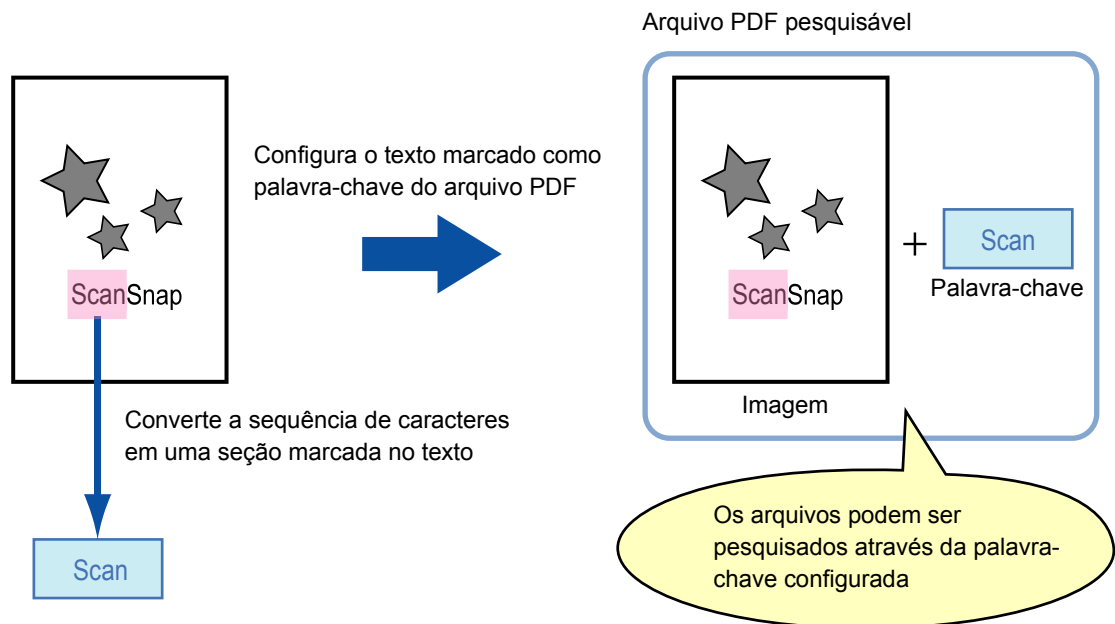 Arquivo PDF pesquisável
Configura o texto marcado como
palavra-chave do arquivo PDF
ScanSnap
Converte a sequência de caracteres
em uma seção marcada no texto
Scan
ScanSnap
+
Scan
Palavra-chave
Imagem
Os arquivos podem ser
pesquisados através da palavra-
chave configurada